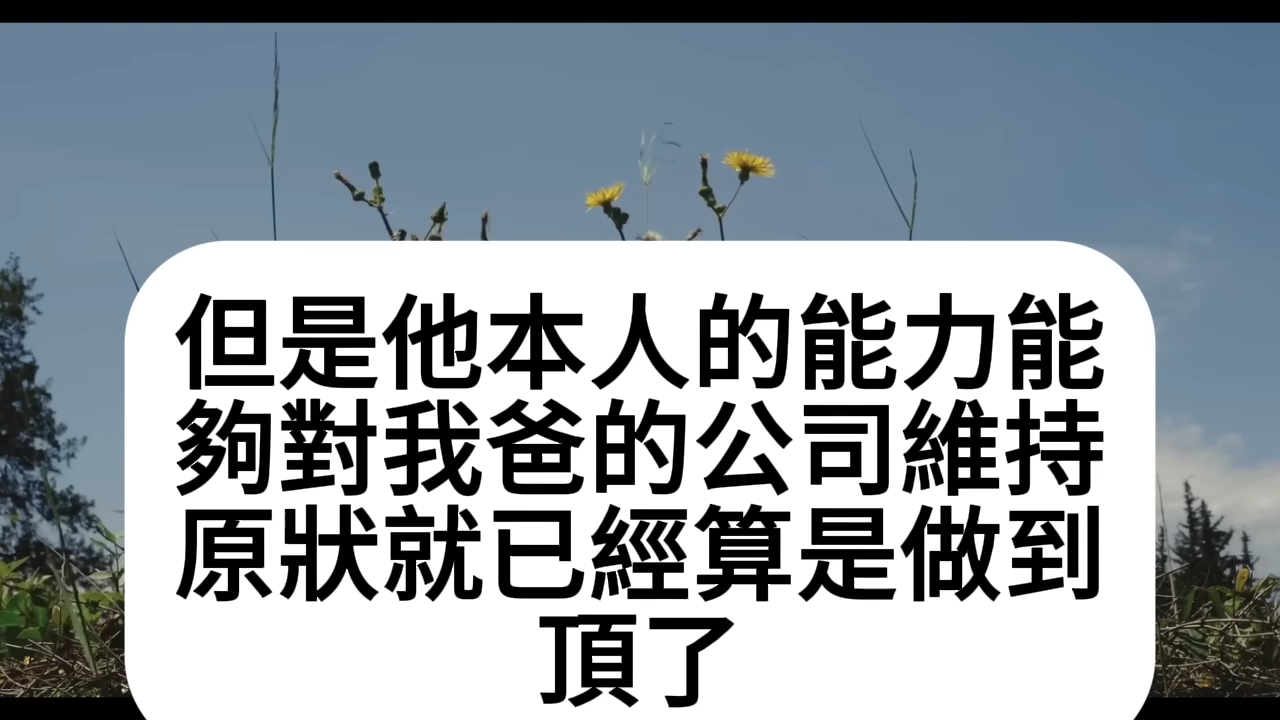 但是他本人的能力能
夠對我爸的公司維持
原狀就已經算是做到
頂了